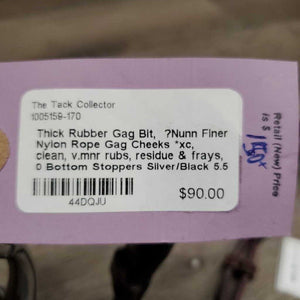 The Tack Collector
1005159-170
Thick Rubber Gag Bit, ?Nunn Finer
Nylon Rope Gag Cheeks *xc,
clean, v.mnr rubs, residue & frays,
0 Bottom Stoppers Silver/Black 5.5
$90.00
44DQJU
Retail (New) Price
is $